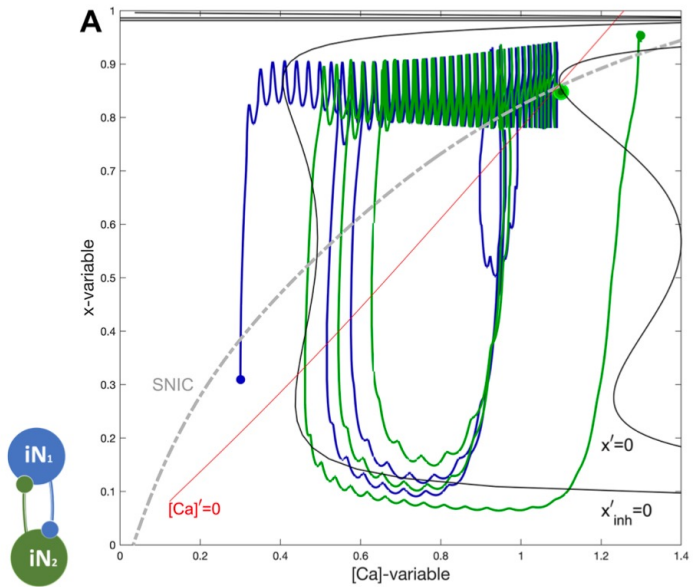 A
1
0.9
0.8
0.7
0.6
0.5
0.4
0.3
0.2
0.1
0
x-variable
SNIC
[Ca]′=0
x′=0
x′inh=0
0 0.2 0.4 0.6 0.8 1 1.2 1.4
[Ca]-variable
iN1
iN2